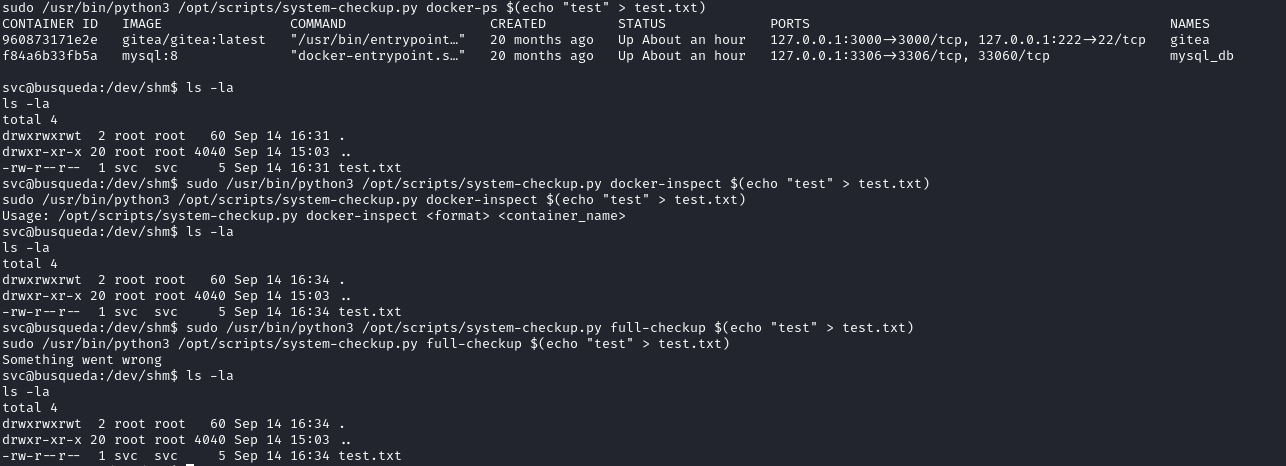 sudo /usr/bin/python3 /opt/scripts/system-checkup.py docker-ps $(echo "test" > test.txt)
CONTAINER ID   IMAGE                COMMAND                  CREATED         STATUS             PORTS                                             NAMES
960873171e2e   gitea/gitea:latest   "/usr/bin/entrypoint…"   20 months ago   Up About an hour   127.0.0.1:3000->3000/tcp, 127.0.0.1:222->22/tcp   gitea
f84a6b33fb5a   mysql:8              "docker-entrypoint.s…"   20 months ago   Up About an hour   127.0.0.1:3306->3306/tcp, 33060/tcp               mysql_db
svc@busqueda:/dev/shm$ ls -la
ls -la
total 4
drwxrwxrwt  2 root root   60 Sep 14 16:31 .
drwxr-xr-x 20 root root 4040 Sep 14 15:03 ..
-rw-r--r--  1 svc  svc     5 Sep 14 16:31 test.txt
svc@busqueda:/dev/shm$ sudo /usr/bin/python3 /opt/scripts/system-checkup.py docker-inspect $(echo "test" > test.txt)
sudo /usr/bin/python3 /opt/scripts/system-checkup.py docker-inspect $(echo "test" > test.txt)
Usage: /opt/scripts/system-checkup.py docker-inspect <format> <container_name>
svc@busqueda:/dev/shm$ ls -la
ls -la
total 4
drwxrwxrwt  2 root root   60 Sep 14 16:34 .
drwxr-xr-x 20 root root 4040 Sep 14 15:03 ..
-rw-r--r--  1 svc  svc     5 Sep 14 16:34 test.txt
svc@busqueda:/dev/shm$ sudo /usr/bin/python3 /opt/scripts/system-checkup.py full-checkup $(echo "test" > test.txt)
sudo /usr/bin/python3 /opt/scripts/system-checkup.py full-checkup $(echo "test" > test.txt)
Something went wrong
svc@busqueda:/dev/shm$ ls -la
ls -la
total 4
drwxrwxrwt  2 root root   60 Sep 14 16:34 .
drwxr-xr-x 20 root root 4040 Sep 14 15:03 ..
-rw-r--r--  1 svc  svc     5 Sep 14 16:34 test.txt